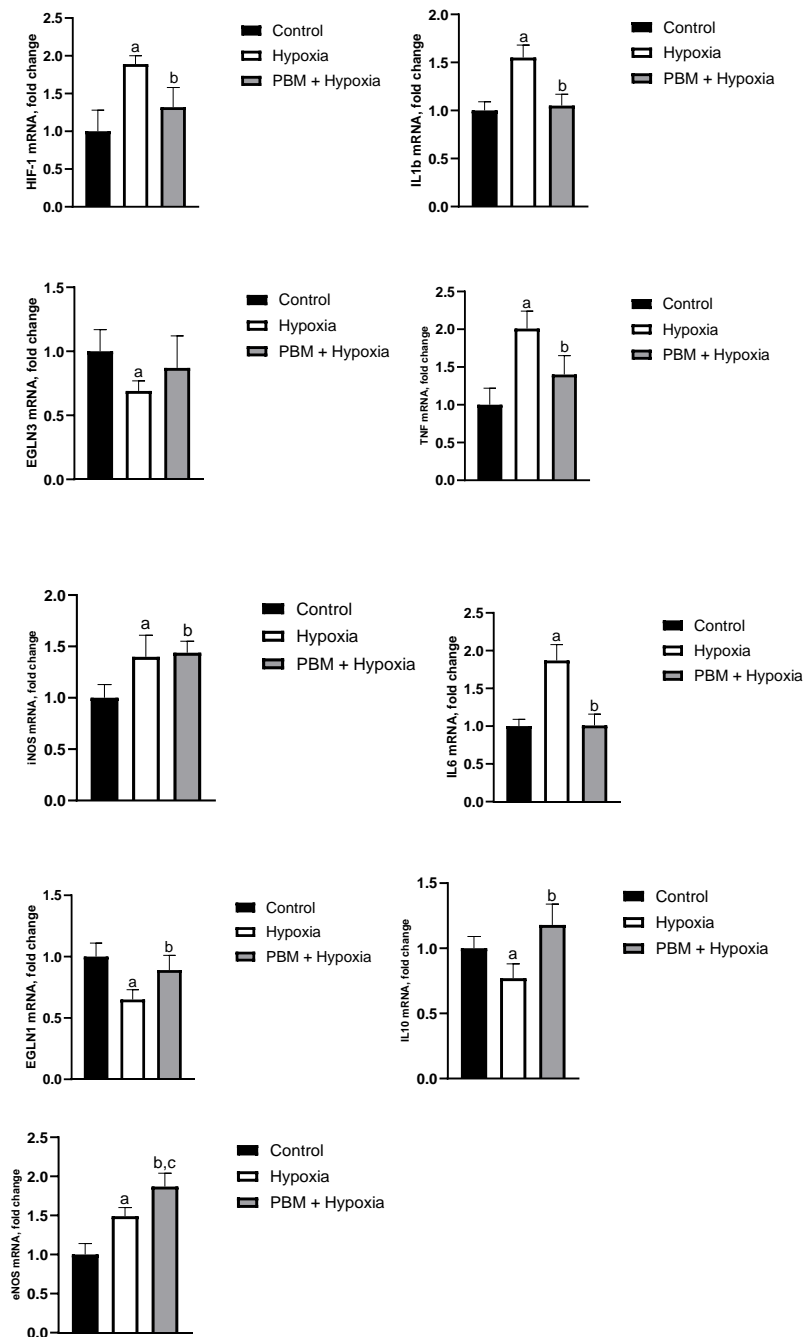 HIF-1 mRNA, fold change
2.5
2.0
1.5
1.0
0.5
0.0
a
b
Control
Hypoxia
PBM + Hypoxia
IL1b mRNA, fold change
2.0
1.5
1.0
0.5
0.0
a
b
Control
Hypoxia
PBM + Hypoxia
EGLN3 mRNA, fold change
1.5
1.0
0.5
0.0
a
Control
Hypoxia
PBM + Hypoxia
TNF mRNA, fold change
2.5
2.0
1.5
1.0
0.5
0.0
a
b
Control
Hypoxia
PBM + Hypoxia
iNOS mRNA, fold change
2.0
1.5
1.0
0.5
0.0
a
b
Control
Hypoxia
PBM + Hypoxia
IL6 mRNA, fold change
2.5
2.0
1.5
1.0
0.5
0.0
a
b
Control
Hypoxia
PBM + Hypoxia
EGLN1 mRNA, fold change
1.5
1.0
0.5
0.0
a
b
Control
Hypoxia
PBM + Hypoxia
IL10 mRNA, fold change
1.5
1.0
0.5
0.0
a
b
Control
Hypoxia
PBM + Hypoxia
eNOS mRNA, fold change
2.5
2.0
1.5
1.0
0.5
0.0
a
b,c
Control
Hypoxia
PBM + Hypoxia